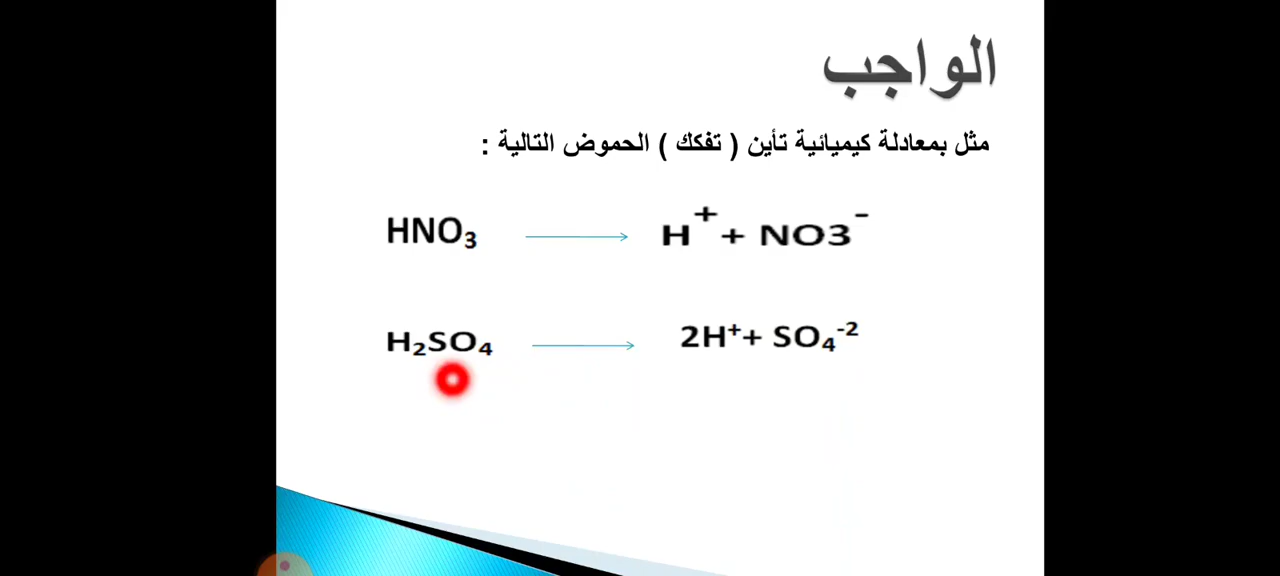 الواجب
مثل بمعادلة كيميائية تأين ( تفكك ) الحموض التالية :
HNO₃ ⟶ H⁺ + NO3⁻
H₂SO₄ ⟶ 2H⁺+ SO₄⁻²